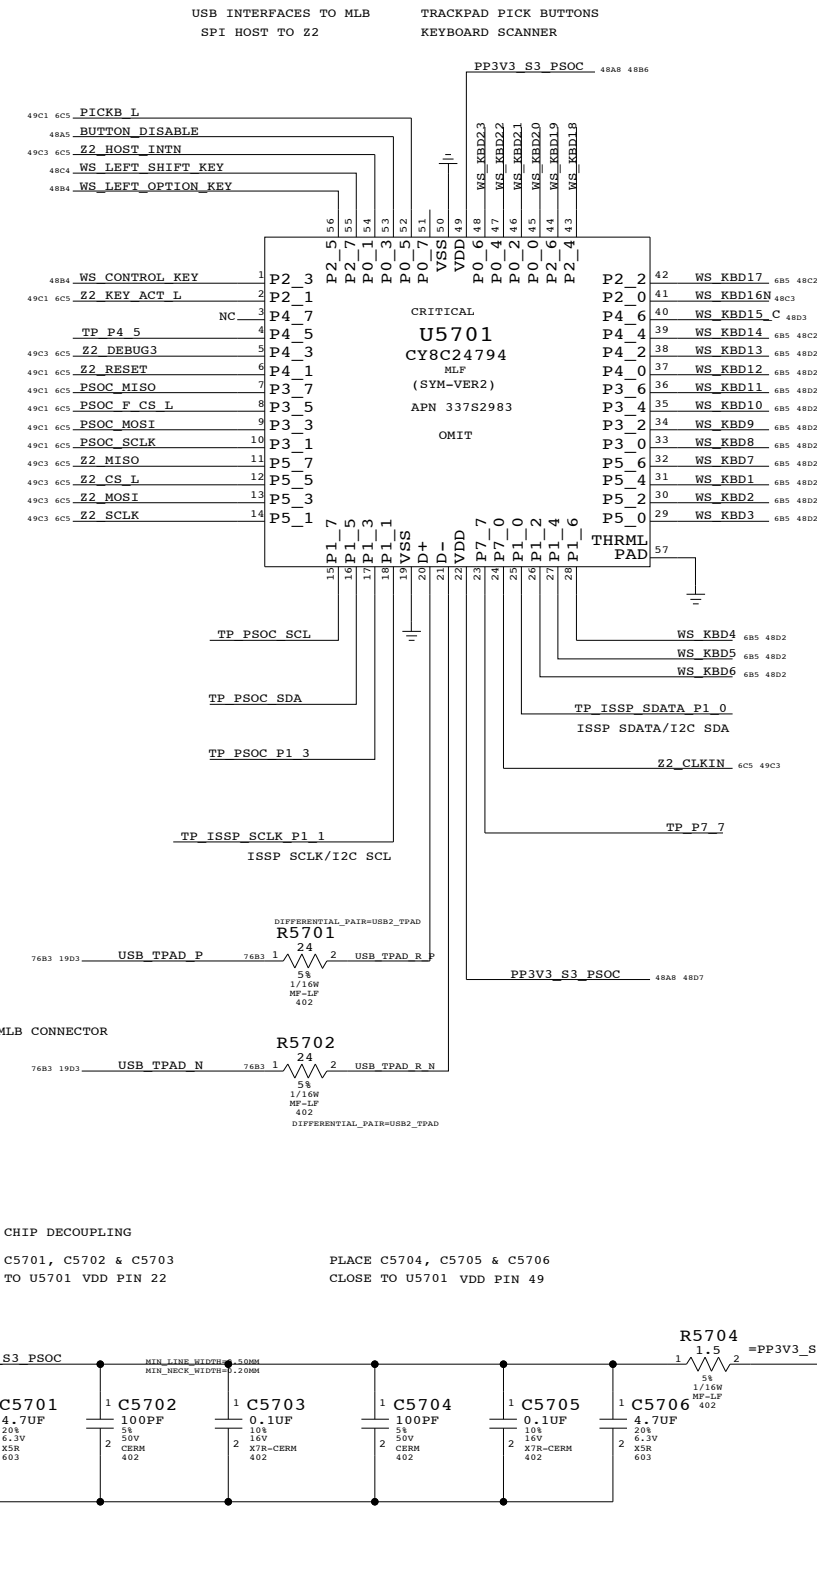 USB INTERFACES TO MLB
TRACKPAD PICK BUTTONS
SPI HOST TO Z2
KEYBOARD SCANNER
PP3V3_S3_PSOC 48A8 48B6
49C1 6C5 PICKB_L
48A5 BUTTON_DISABLE
49C3 6C5 Z2_HOST_INTN
48C4 WS_LEFT_SHIFT_KEY
48B4 WS_LEFT_OPTION_KEY
WS_KBD23
WS_KBD22
WS_KBD21
WS_KBD20
WS_KBD19
WS_KBD18
56 55 54 53 52 51 50 49 48 47 46 45 44 43
P2_5 P2_7 P0_1 P0_3 P0_5 P0_7 VSS VDD P0_6 P0_4 P0_2 P0_0 P2_6 P2_4
48B4 WS_CONTROL_KEY 1 P2_3
49C1 6C5 Z2_KEY_ACT_L 2 P2_1
NC 3 P4_7
TP_P4_5 4 P4_5
49C3 6C5 Z2_DEBUG3 5 P4_3
49C1 6C5 Z2_RESET 6 P4_1
49C1 6C5 PSOC_MISO 7 P3_7
49C1 6C5 PSOC_F_CS_L 8 P3_5
49C1 6C5 PSOC_MOSI 9 P3_3
49C1 6C5 PSOC_SCLK 10 P3_1
49C3 6C5 Z2_MISO 11 P5_7
49C3 6C5 Z2_CS_L 12 P5_5
49C3 6C5 Z2_MOSI 13 P5_3
49C3 6C5 Z2_SCLK 14 P5_1
CRITICAL
U5701
CY8C24794
MLF
(SYM-VER2)
APN 337S2983
OMIT
P2_2 42 WS_KBD17 6B5 48C2
P2_0 41 WS_KBD16N 48C3
P4_6 40 WS_KBD15_C 48D3
P4_4 39 WS_KBD14 6B5 48C2
P4_2 38 WS_KBD13 6B5 48D2
P4_0 37 WS_KBD12 6B5 48D2
P3_6 36 WS_KBD11 6B5 48D2
P3_4 35 WS_KBD10 6B5 48D2
P3_2 34 WS_KBD9 6B5 48D2
P3_0 33 WS_KBD8 6B5 48D2
P5_6 32 WS_KBD7 6B5 48D2
P5_4 31 WS_KBD1 6B5 48D2
P5_2 30 WS_KBD2 6B5 48D2
P5_0 29 WS_KBD3 6B5 48D2
THRML
PAD 57
P1_7 P1_5 P1_3 P1_1 VSS D+ D- VDD P7_7 P7_0 P1_0 P1_2 P1_4 P1_6
15 16 17 18 19 20 21 22 23 24 25 26 27 28
TP_PSOC_SCL
WS_KBD4 6B5 48D2
WS_KBD5 6B5 48D2
WS_KBD6 6B5 48D2
TP_PSOC_SDA
TP_ISSP_SDATA_P1_0
ISSP SDATA/I2C SDA
TP_PSOC_P1_3
Z2_CLKIN 6C5 49C3
TP_ISSP_SCLK_P1_1
ISSP SCLK/I2C SCL
TP_P7_7
DIFFERENTIAL_PAIR=USB2_TPAD
R5701
24
76B3 19D3 USB_TPAD_P 76B3 1 2 USB_TPAD_R_P
5%
1/16W
MF-LF
402
PP3V3_S3_PSOC 48A8 48D7
MLB CONNECTOR
R5702
24
76B3 19D3 USB_TPAD_N 76B3 1 2 USB_TPAD_R_N
5%
1/16W
MF-LF
402
DIFFERENTIAL_PAIR=USB2_TPAD
CHIP DECOUPLING
C5701, C5702 & C5703
TO U5701 VDD PIN 22
PLACE C5704, C5705 & C5706
CLOSE TO U5701 VDD PIN 49
S3_PSOC
MIN_LINE_WIDTH=0.50MM
MIN_NECK_WIDTH=0.20MM
R5704
1.5
1 2
=PP3V3_S
5%
1/16W
MF-LF
402
C5701
4.7UF
20%
6.3V
X5R
603
1 C5702
100PF
5%
50V
2 CERM
402
1 C5703
0.1UF
10%
16V
2 X7R-CERM
402
1 C5704
100PF
5%
50V
2 CERM
402
1 C5705
0.1UF
10%
16V
2 X7R-CERM
402
1 C5706
4.7UF
20%
6.3V
2 X5R
603